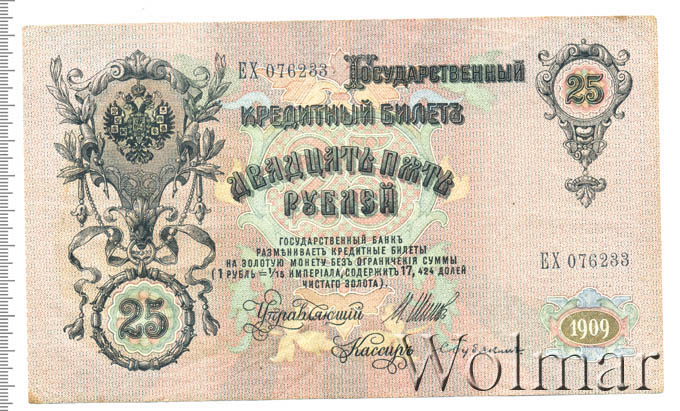 ЕХ 076233
Государственный
25
Кредитный Билетъ
Двадцать пять
рублей
Государственный банкъ
размѣниваетъ кредитные билеты
на золотую монету безъ ограниченія суммы
(1 рубль = 1/15 имперіала, содержитъ 17,424 долей
чистаго золота).
ЕХ 076233
25
Управляющій
1909
Кассиръ
Wolmar